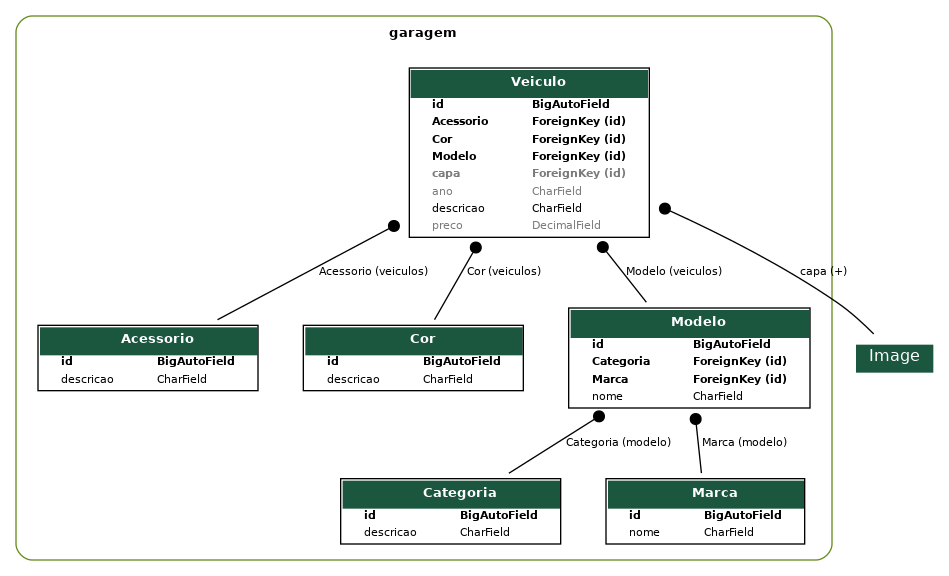 garagem
Veiculo
id BigAutoField
Acessorio ForeignKey (id)
Cor ForeignKey (id)
Modelo ForeignKey (id)
capa ForeignKey (id)
ano CharField
descricao CharField
preco DecimalField
Acessorio (veiculos)
Cor (veiculos)
Modelo (veiculos)
capa (+)
Acessorio
id BigAutoField
descricao CharField
Cor
id BigAutoField
descricao CharField
Modelo
id BigAutoField
Categoria ForeignKey (id)
Marca ForeignKey (id)
nome CharField
Image
Categoria (modelo)
Marca (modelo)
Categoria
id BigAutoField
descricao CharField
Marca
id BigAutoField
nome CharField